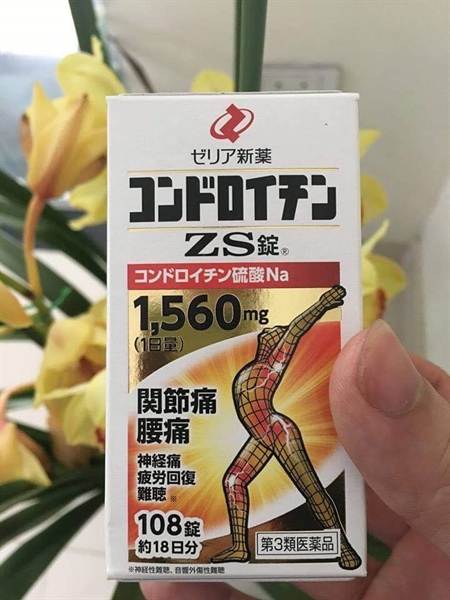 ゼリア新薬
コンドロイチン
ZS錠®
コンドロイチン硫酸Na
1,560mg
(1日量)
関節痛
腰痛
神経痛
疲労回復
難聴※
108錠
約18日分
第3類医薬品
※神経性難聴、音響外傷性難聴